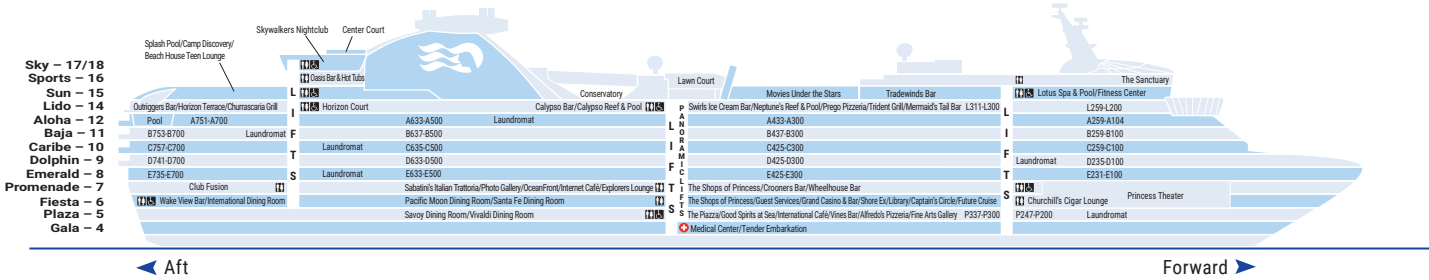 Skywalkers Nightclub
Center Court
Splash Pool/Camp Discovery/
Beach House Teen Lounge
Sky – 17/18
Sports – 16
Oasis Bar & Hot Tubs
Lawn Court
The Sanctuary
Sun – 15
Conservatory
Movies Under the Stars
Tradewinds Bar
Lotus Spa & Pool/Fitness Center
Lido – 14
Outriggers Bar/Horizon Terrace/Churrascaria Grill
Horizon Court
Calypso Bar/Calypso Reef & Pool
Swirls Ice Cream Bar/Neptune's Reef & Pool/Prego Pizzeria/Trident Grill/Mermaid's Tail Bar L311-L300
L259-L200
Aloha – 12
Pool
A751-A700
A633-A500
Laundromat
A433-A300
A259-A104
Baja – 11
B753-B700
Laundromat
B637-B500
B437-B300
B259-B100
Caribe – 10
C757-C700
Laundromat
C635-C500
C425-C300
C259-C100
Dolphin – 9
D741-D700
D633-D500
D425-D300
Laundromat
D235-D100
Emerald – 8
E735-E700
Laundromat
E633-E500
E425-E300
E231-E100
Promenade – 7
Club Fusion
Sabatini's Italian Trattoria/Photo Gallery/OceanFront/Internet Café/Explorers Lounge
The Shops of Princess/Crooners Bar/Wheelhouse Bar
Princess Theater
Fiesta – 6
Wake View Bar/International Dining Room
Pacific Moon Dining Room/Santa Fe Dining Room
The Shops of Princess/Guest Services/Grand Casino & Bar/Shore Ex/Library/Captain's Circle/Future Cruise
Churchill's Cigar Lounge
Plaza – 5
Savoy Dining Room/Vivaldi Dining Room
The Piazza/Good Spirits at Sea/International Café/Vines Bar/Alfredo's Pizzeria/Fine Arts Gallery P337-P300
P247-P200
Laundromat
Gala – 4
Medical Center/Tender Embarkation
LIFTS
LIFTS
PANORAMIC LIFTS
LIFTS
Aft
Forward